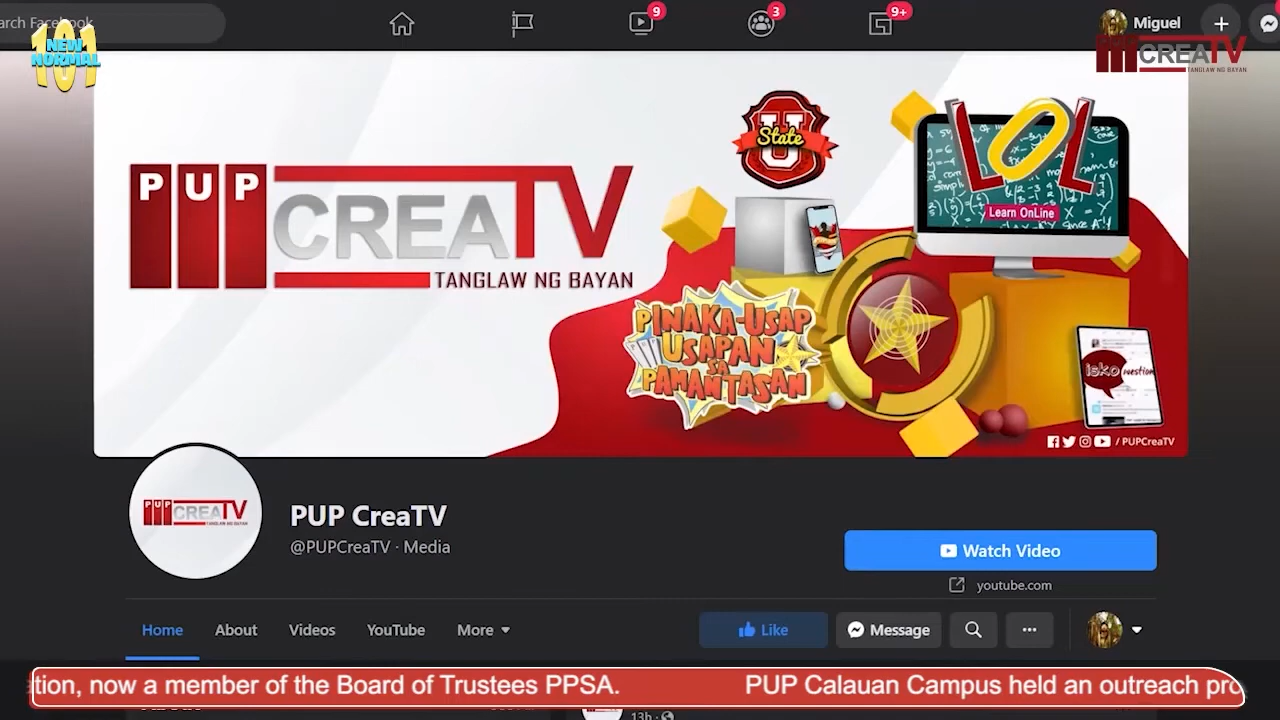 arch Facebook
9
3
9+
Miguel
101
NEW
NORMAL
CREATV
TANGLAW NG BAYAN
PUP
CREATV
TANGLAW NG BAYAN
U
State
LOL
Learn OnLine
PINAKA-USAP
USAPAN
SA
PAMANTASAN
isko
uestion
/ PUPCreaTV
PUP
CREATV
TANGLAW NG BAYAN
PUP CreaTV
@PUPCreaTV · Media
Watch Video
youtube.com
Home
About
Videos
YouTube
More
Like
Message
tion, now a member of the Board of Trustees PPSA.
PUP Calauan Campus held an outreach pro
13h ·